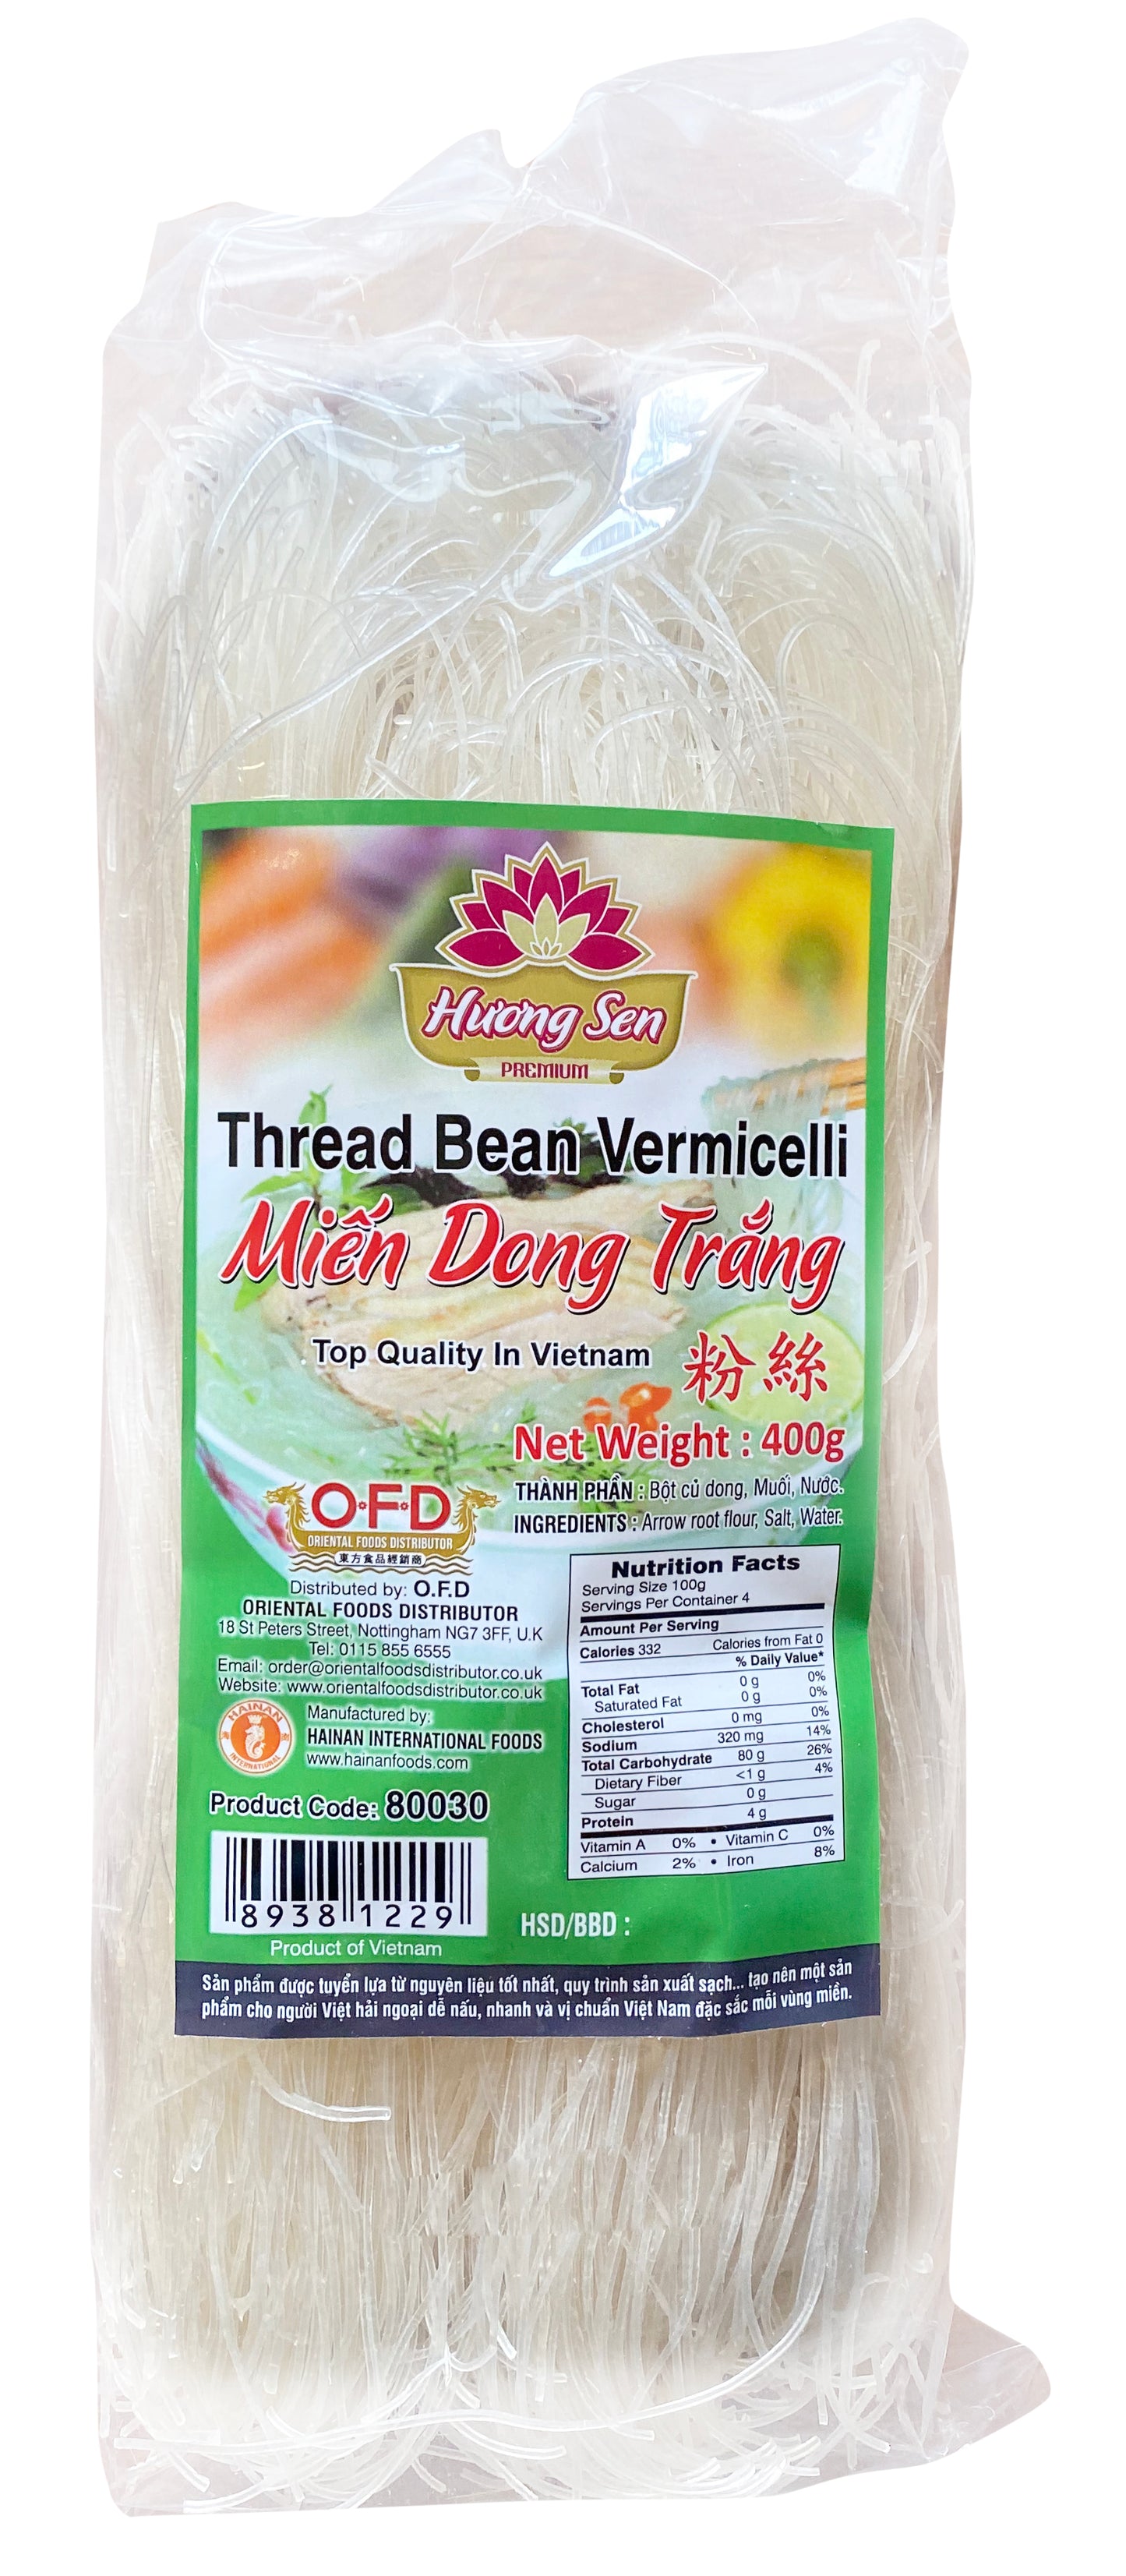 Hương Sen
PREMIUM
Thread Bean Vermicelli
Miến Dong Trắng
Top Quality In Vietnam
粉絲
Net Weight : 400g
THÀNH PHẦN : Bột củ dong, Muối, Nước.
INGREDIENTS : Arrow root flour, Salt, Water.
O.F.D
ORIENTAL FOODS DISTRIBUTOR
東方食品經銷商
Distributed by: O.F.D
ORIENTAL FOODS DISTRIBUTOR
18 St Peters Street, Nottingham NG7 3FF, U.K
Tel: 0115 855 6555
Email: order@orientalfoodsdistributor.co.uk
Website: www.orientalfoodsdistributor.co.uk
HAINAN
INTERNATIONAL
Manufactured by:
HAINAN INTERNATIONAL FOODS
www.hainanfoods.com
Product Code: 80030
8938 1229
Product of Vietnam
Nutrition Facts
Serving Size 100g
Servings Per Container 4
Amount Per Serving
Calories 332 Calories from Fat 0
% Daily Value*
Total Fat 0 g 0%
Saturated Fat 0 g 0%
Cholesterol 0 mg 0%
Sodium 320 mg 14%
Total Carbohydrate 80 g 26%
Dietary Fiber <1 g 4%
Sugar 0 g
Protein 4 g
Vitamin A 0% • Vitamin C 0%
Calcium 2% • Iron 8%
HSD/BBD :
Sản phẩm được tuyển lựa từ nguyên liệu tốt nhất, quy trình sản xuất sạch... tạo nên một sản
phẩm cho người Việt hải ngoại dễ nấu, nhanh và vị chuẩn Việt Nam đặc sắc mỗi vùng miền.